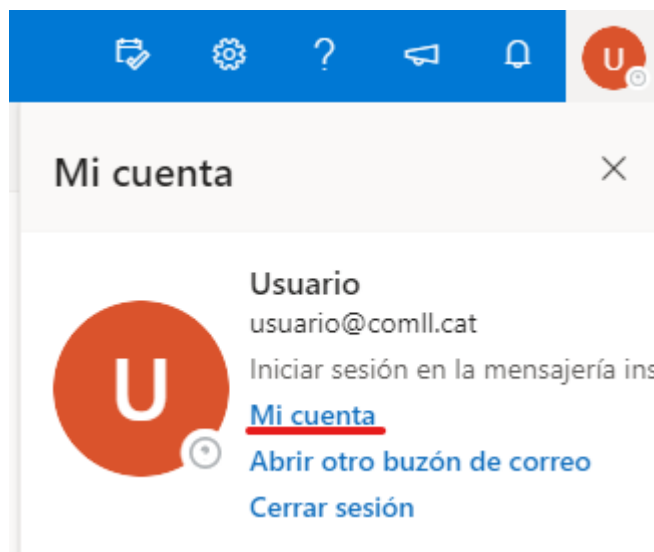 U
Mi cuenta
Usuario
usuario@comll.cat
U
Iniciar sesión en la mensajería
Mi cuenta
Abrir otro buzón de correo
Cerrar sesión